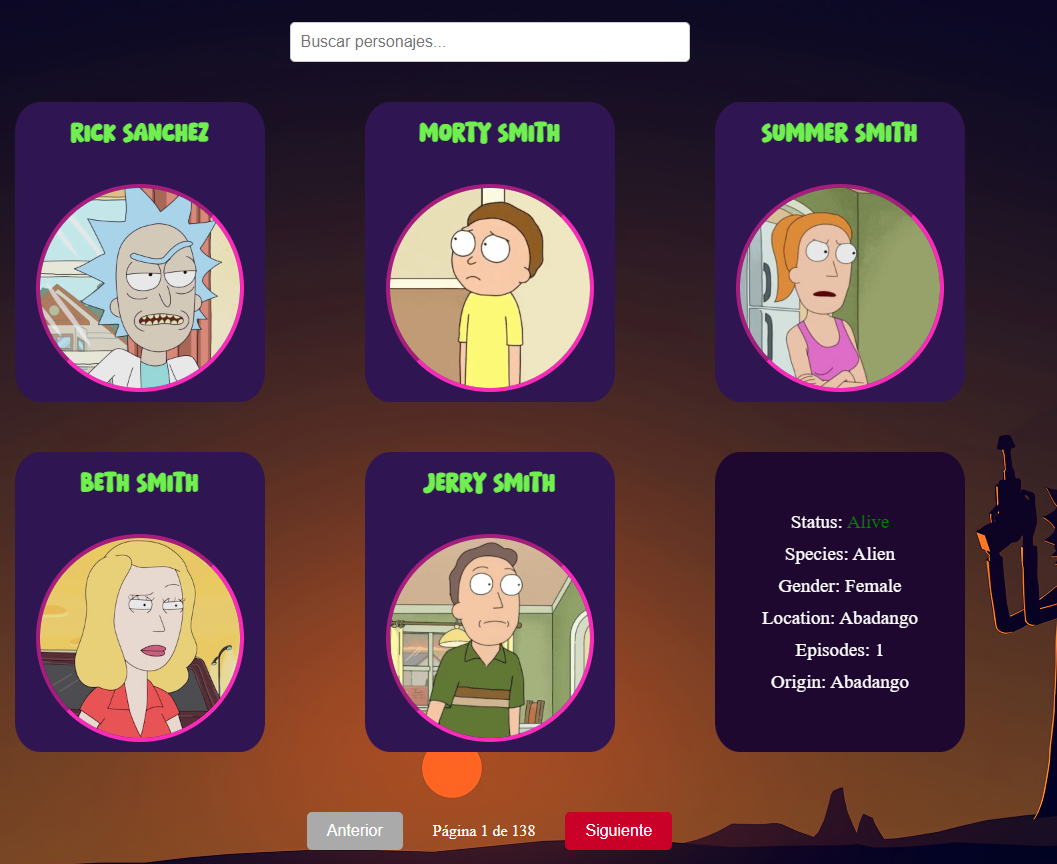 Buscar personajes...
RICK SANCHEZ
MORTY SMITH
SUMMER SMITH
BETH SMITH
JERRY SMITH
Status: Alive
Species: Alien
Gender: Female
Location: Abadango
Episodes: 1
Origin: Abadango
Anterior
Página 1 de 138
Siguiente